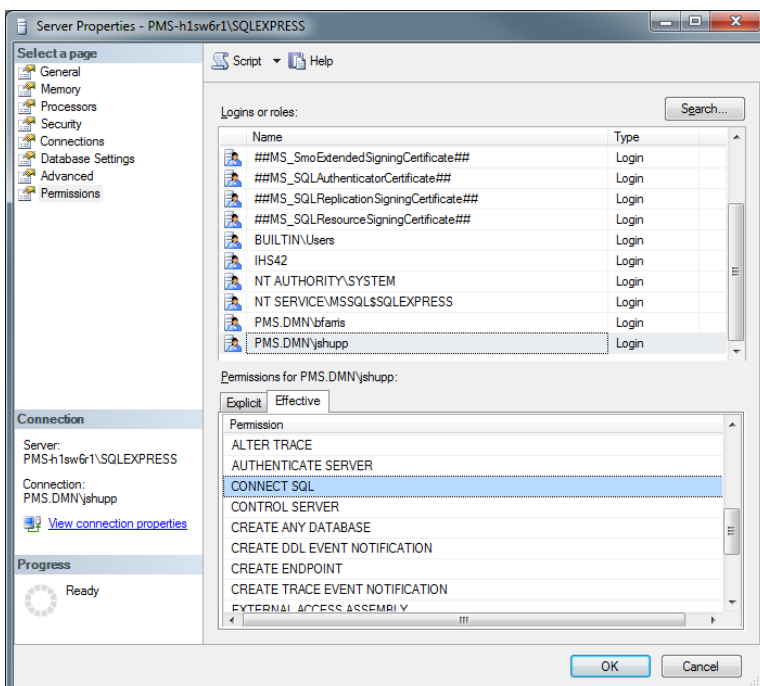 Server Properties - PMS-h1sw6r1\SQLEXPRESS
Select a page
General
Memory
Processors
Security
Connections
Database Settings
Advanced
Permissions
Script Help
Logins or roles: Search...
Name Type
##MS_SmoExtendedSigningCertificate## Login
##MS_SQLAuthenticatorCertificate## Login
##MS_SQLReplicationSigningCertificate## Login
##MS_SQLResourceSigningCertificate## Login
BUILTIN\Users Login
IHS42 Login
NT AUTHORITY\SYSTEM Login
NT SERVICE\MSSQL$SQLEXPRESS Login
PMS.DMN\bfarris Login
PMS.DMN\jshupp Login
Permissions for PMS.DMN\jshupp:
Explicit Effective
Permission
ALTER TRACE
AUTHENTICATE SERVER
CONNECT SQL
CONTROL SERVER
CREATE ANY DATABASE
CREATE DDL EVENT NOTIFICATION
CREATE ENDPOINT
CREATE TRACE EVENT NOTIFICATION
EXTERNAL ACCESS ASSEMBLY
Connection
Server:
PMS-h1sw6r1\SQLEXPRESS
Connection:
PMS.DMN\jshupp
View connection properties
Progress
Ready
OK Cancel